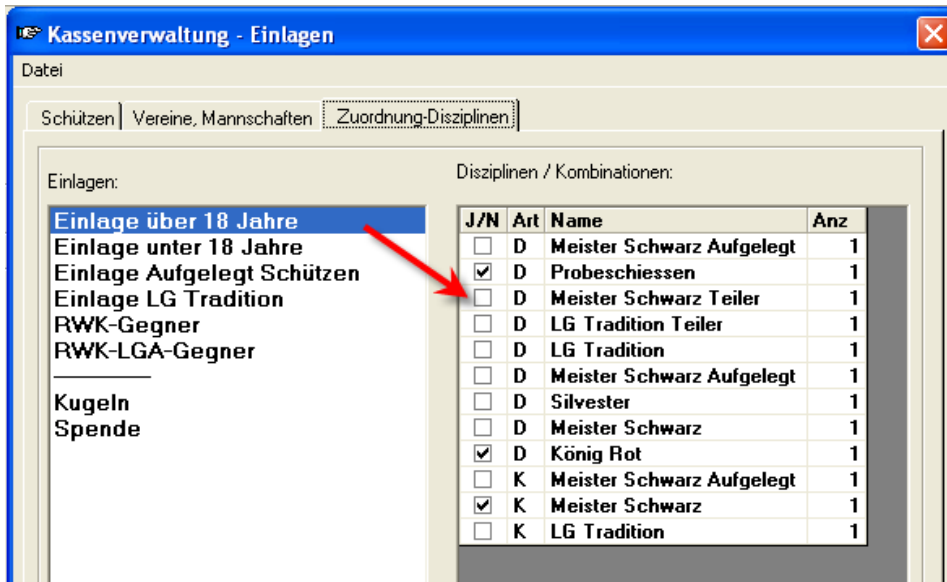 Kassenverwaltung - Einlagen
Datei
Schützen Vereine, Mannschaften Zuordnung-Disziplinen
Einlagen:
Einlage über 18 Jahre
Einlage unter 18 Jahre
Einlage Aufgelegt Schützen
Einlage LG Tradition
RWK-Gegner
RWK-LGA-Gegner
Kugeln
Spende
Disziplinen / Kombinationen:
J/N Art Name Anz
D Meister Schwarz Aufgelegt 1
D Probeschiessen 1
D Meister Schwarz Teiler 1
D LG Tradition Teiler 1
D LG Tradition 1
D Meister Schwarz Aufgelegt 1
D Silvester 1
D Meister Schwarz 1
D König Rot 1
K Meister Schwarz Aufgelegt 1
K Meister Schwarz 1
K LG Tradition 1